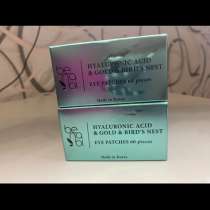 HYALURONIC ACID
& GOLD & BIRD'S NEST
EYE PATCHES 60 pieces
Made in Korea
HYALURONIC ACID
& GOLD & BIRD'S NEST
EYE PATCHES 60 pieces
Made in Korea